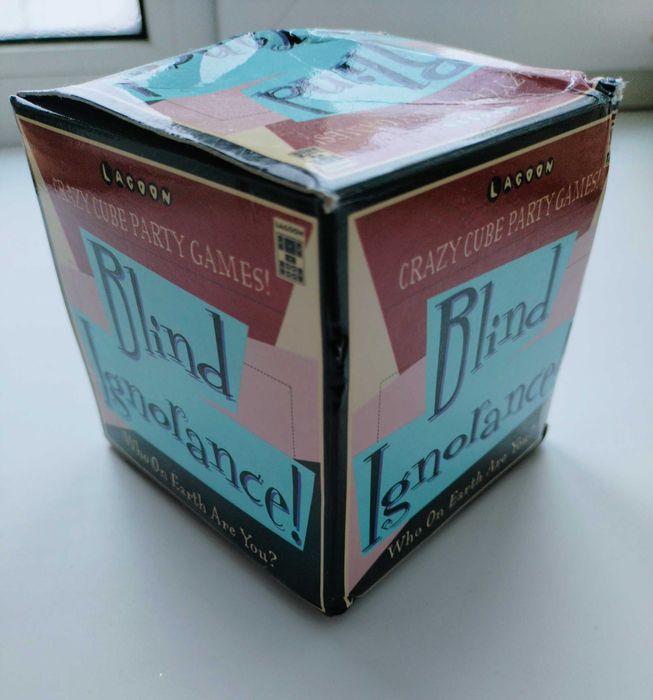 LAGOON
CRAZY CUBE PARTY GAMES!
LAGOON
Blind
Ignorance!
Who On Earth Are You?
LAGOON
CRAZY CUBE PARTY GAMES!
Blind
Ignorance
Who On Earth Are You?